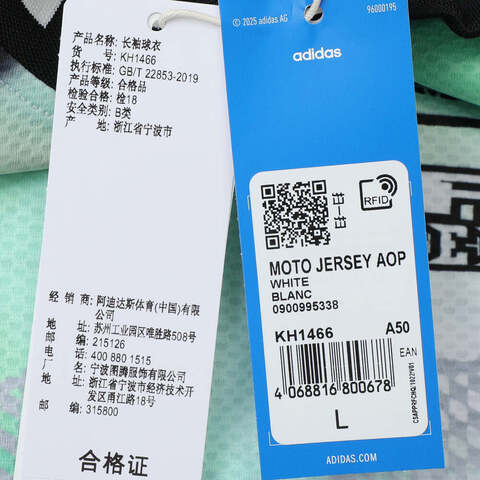 产品名称: 长袖球衣
货 号: KH1466
执行标准: GB/T 22853-2019
产品等级: 合格品
检验合格: 检18
安全类别: B类
产 地: 浙江省宁波市
经 销 商: 阿迪达斯体育(中国)有限公司
地 址: 苏州工业园区唯胜路508号
邮 编: 215126
电 话: 400 880 1515
厂 名: 宁波图腾服饰有限公司
地 址: 浙江省宁波市经济技术开发区甬江路18号
邮 编: 315800
合格证
© 2025 adidas AG
96000195
adidas
扫一扫
RFID
MOTO JERSEY AOP
WHITE
BLANC
0900995338
KH1466 A50
EAN
4 068816 800678
L
ADIDAS.COM